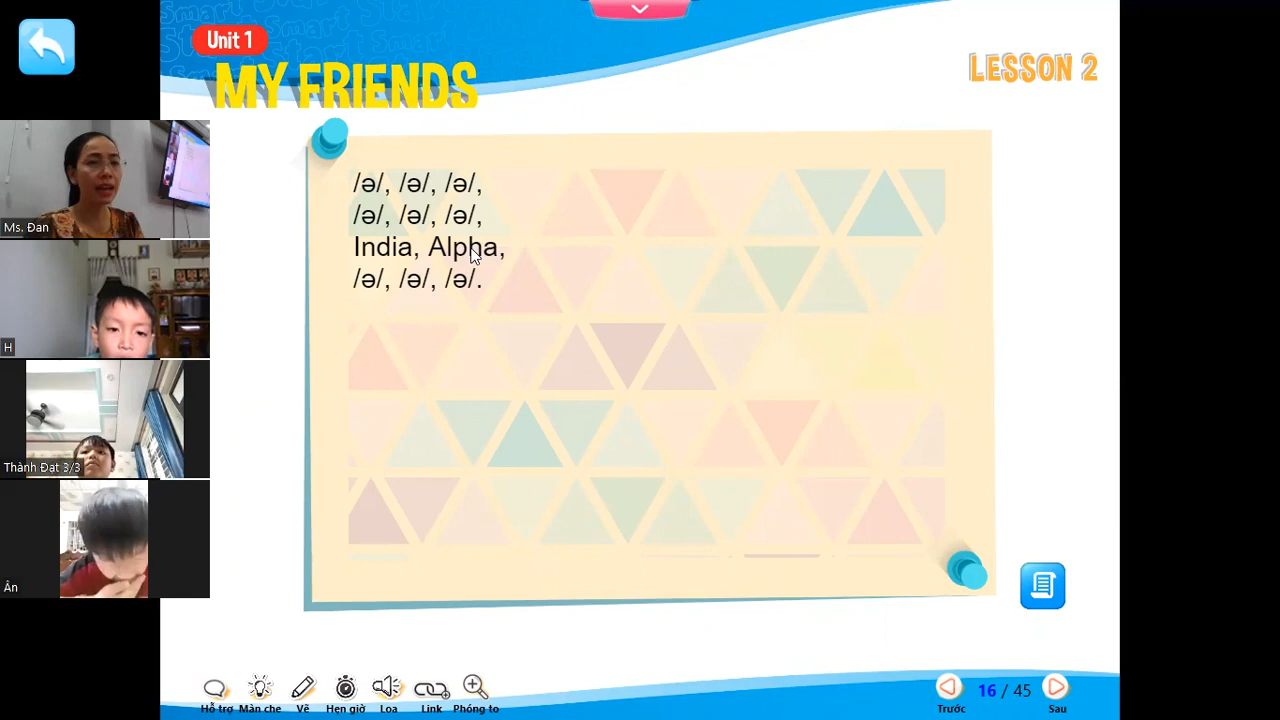 Unit 1
MY FRIENDS
LESSON 2
/ə/, /ə/, /ə/,
/ə/, /ə/, /ə/,
India, Alpha,
/ə/, /ə/, /ə/.
Ms. Đan
H
Thành Đạt 3/3
Ân
Hỗ trợ Màn che Vẽ Hẹn giờ Loa Link Phóng to
Trước 16 / 45 Sau